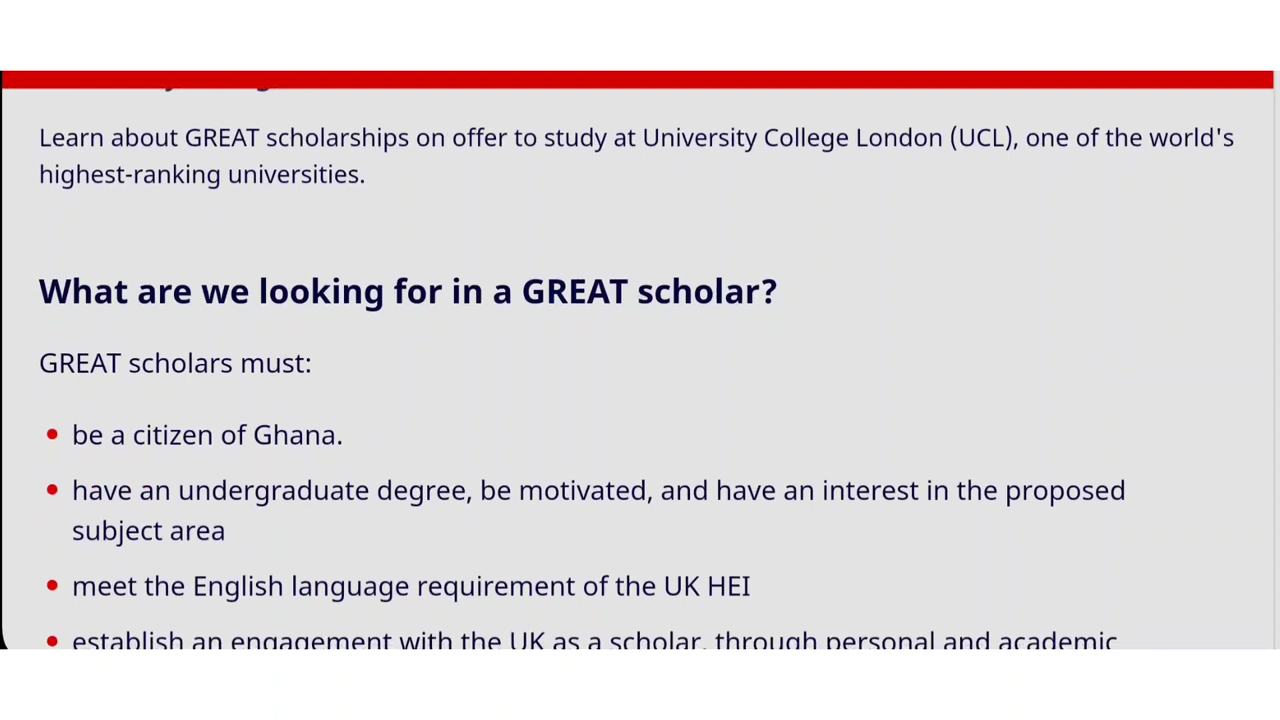 Learn about GREAT scholarships on offer to study at University College London (UCL), one of the world's
highest-ranking universities.
What are we looking for in a GREAT scholar?
GREAT scholars must:
be a citizen of Ghana.
have an undergraduate degree, be motivated, and have an interest in the proposed
subject area
meet the English language requirement of the UK HEI
establish an engagement with the UK as a scholar, through personal and academic